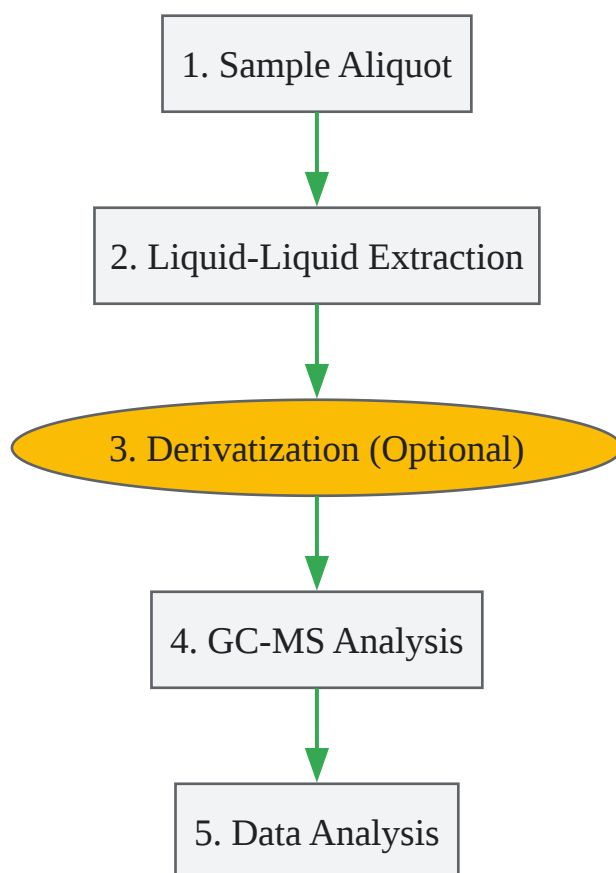 1. Sample Aliquot
2. Liquid-Liquid Extraction
3. Derivatization (Optional)
4. GC-MS Analysis
5. Data Analysis